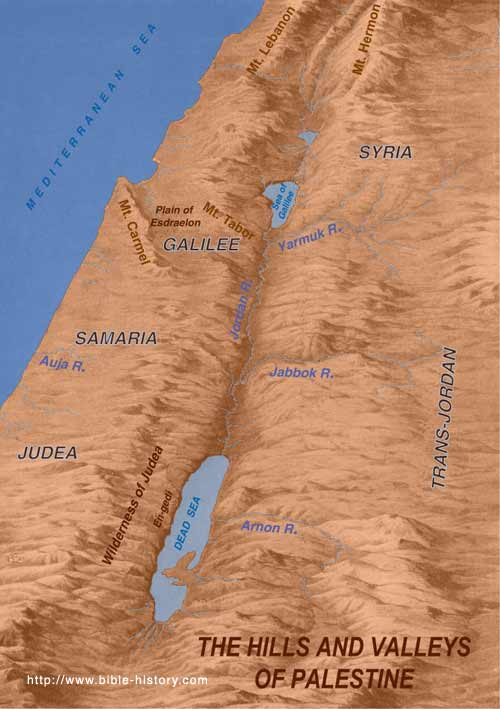 Mt. Lebanon
Mt. Hermon
MEDITERRANEAN SEA
SYRIA
Sea of
Galilee
Plain of
Esdraelon
Mt. Tabor
Mt. Carmel
GALILEE
Yarmuk R.
Jordan R.
SAMARIA
Auja R.
Jabbok R.
TRANS-JORDAN
JUDEA
Wilderness of Judea
En-gedi
DEAD SEA
Arnon R.
THE HILLS AND VALLEYS
OF PALESTINE
http://www.bible-history.com